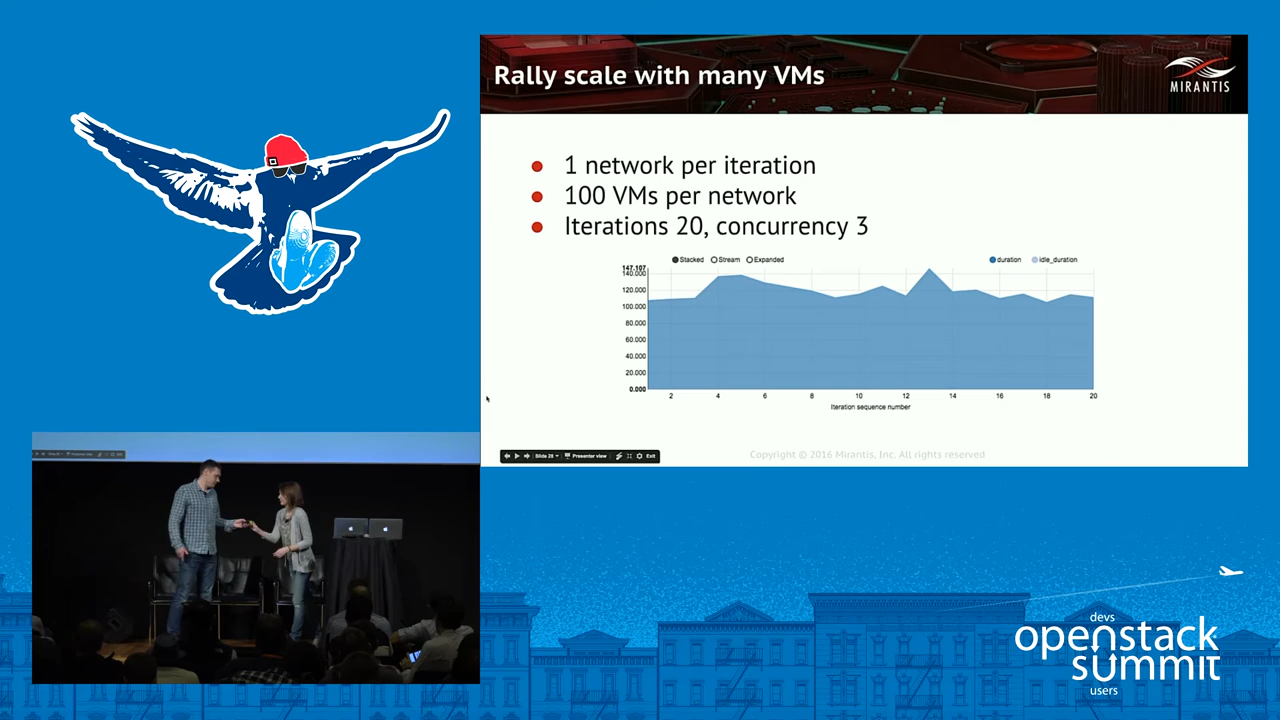 Rally scale with many VMs
MIRANTIS
1 network per iteration
100 VMs per network
Iterations 20, concurrency 3
Stacked Stream Expanded
duration idle_duration
147.107
140.000
120.000
100.000
80.000
60.000
40.000
20.000
0.000
2 4 6 8 10 12 14 16 18 20
Iteration sequence number
Slide 28 Presenter view Exit
Copyright © 2016 Mirantis, Inc. All rights reserved
devs
openstack
summit
users